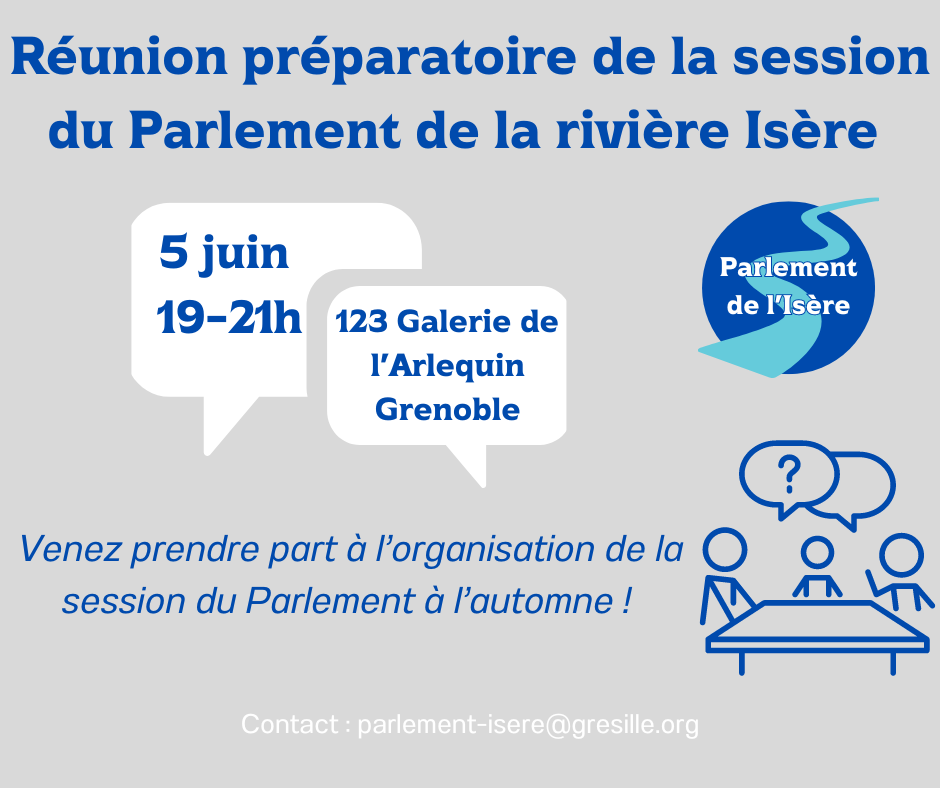 Réunion préparatoire de la session
du Parlement de la rivière Isère
5 juin
19-21h
123 Galerie de
l'Arlequin
Grenoble
Parlement
de l'Isère
?
Venez prendre part à l'organisation de la
session du Parlement à l'automne !
Contact : parlement-isere@gresille.org